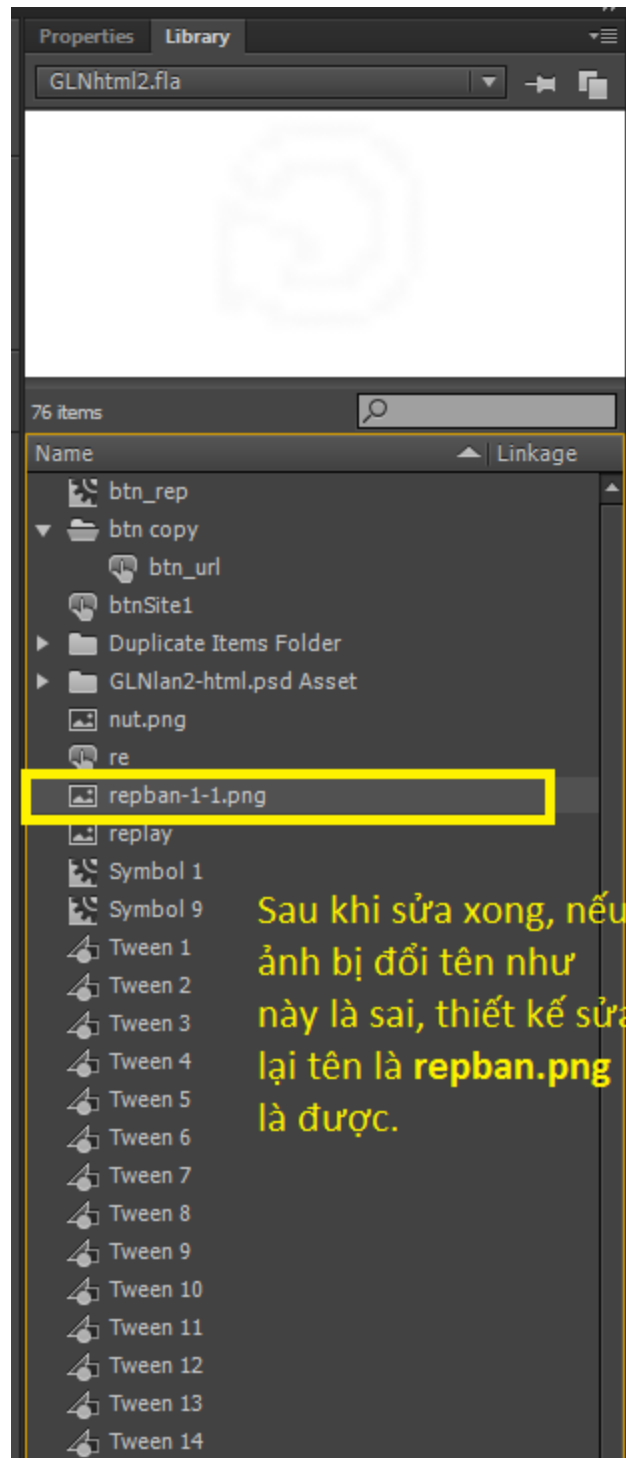 Properties Library
GLNhtml2.fla
76 items
Name Linkage
btn_rep
btn copy
btn_url
btnSite1
Duplicate Items Folder
GLNlan2-html.psd Asset
nut.png
re
repban-1-1.png
replay
Symbol 1
Symbol 9
Tween 1
Tween 2
Tween 3
Tween 4
Tween 5
Tween 6
Tween 7
Tween 8
Tween 9
Tween 10
Tween 11
Tween 12
Tween 13
Tween 14
Sau khi sửa xong, nếu
ảnh bị đổi tên như
này là sai, thiết kế sửa
lại tên là repban.png
là được.